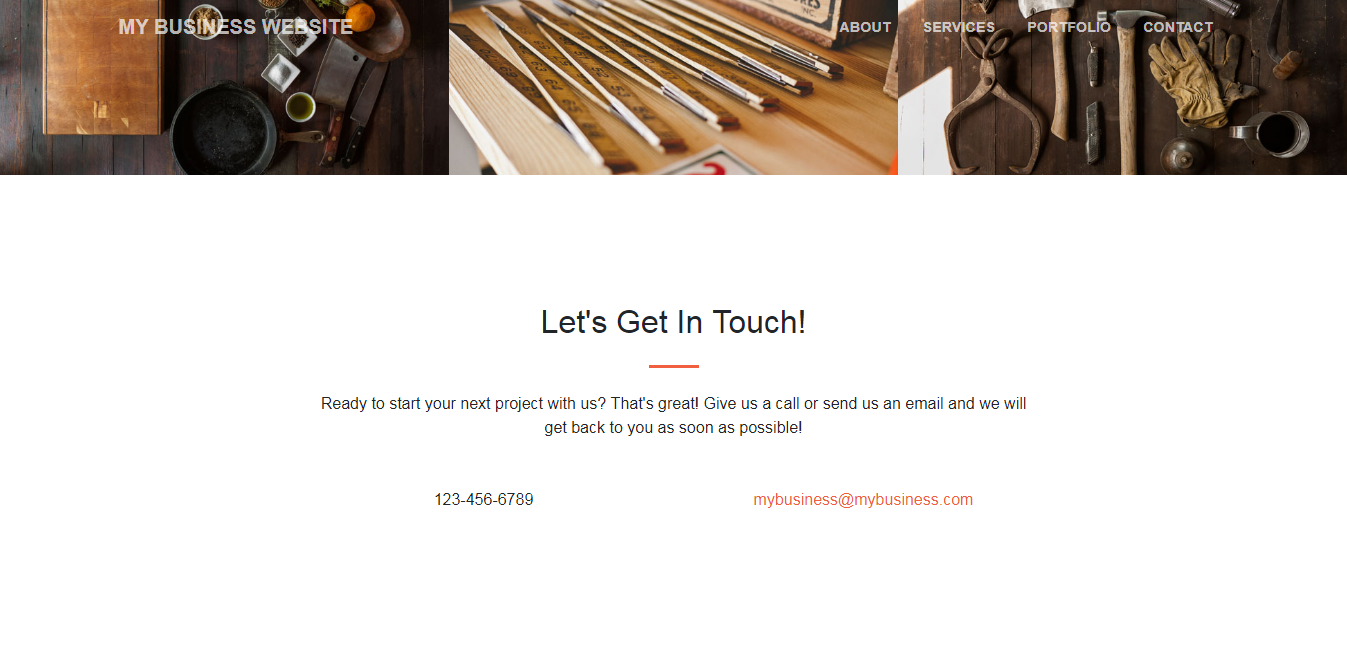 MY BUSINESS WEBSITE
ABOUT SERVICES PORTFOLIO CONTACT
INC.
Let's Get In Touch!
Ready to start your next project with us? That's great! Give us a call or send us an email and we will
get back to you as soon as possible!
123-456-6789
mybusiness@mybusiness.com